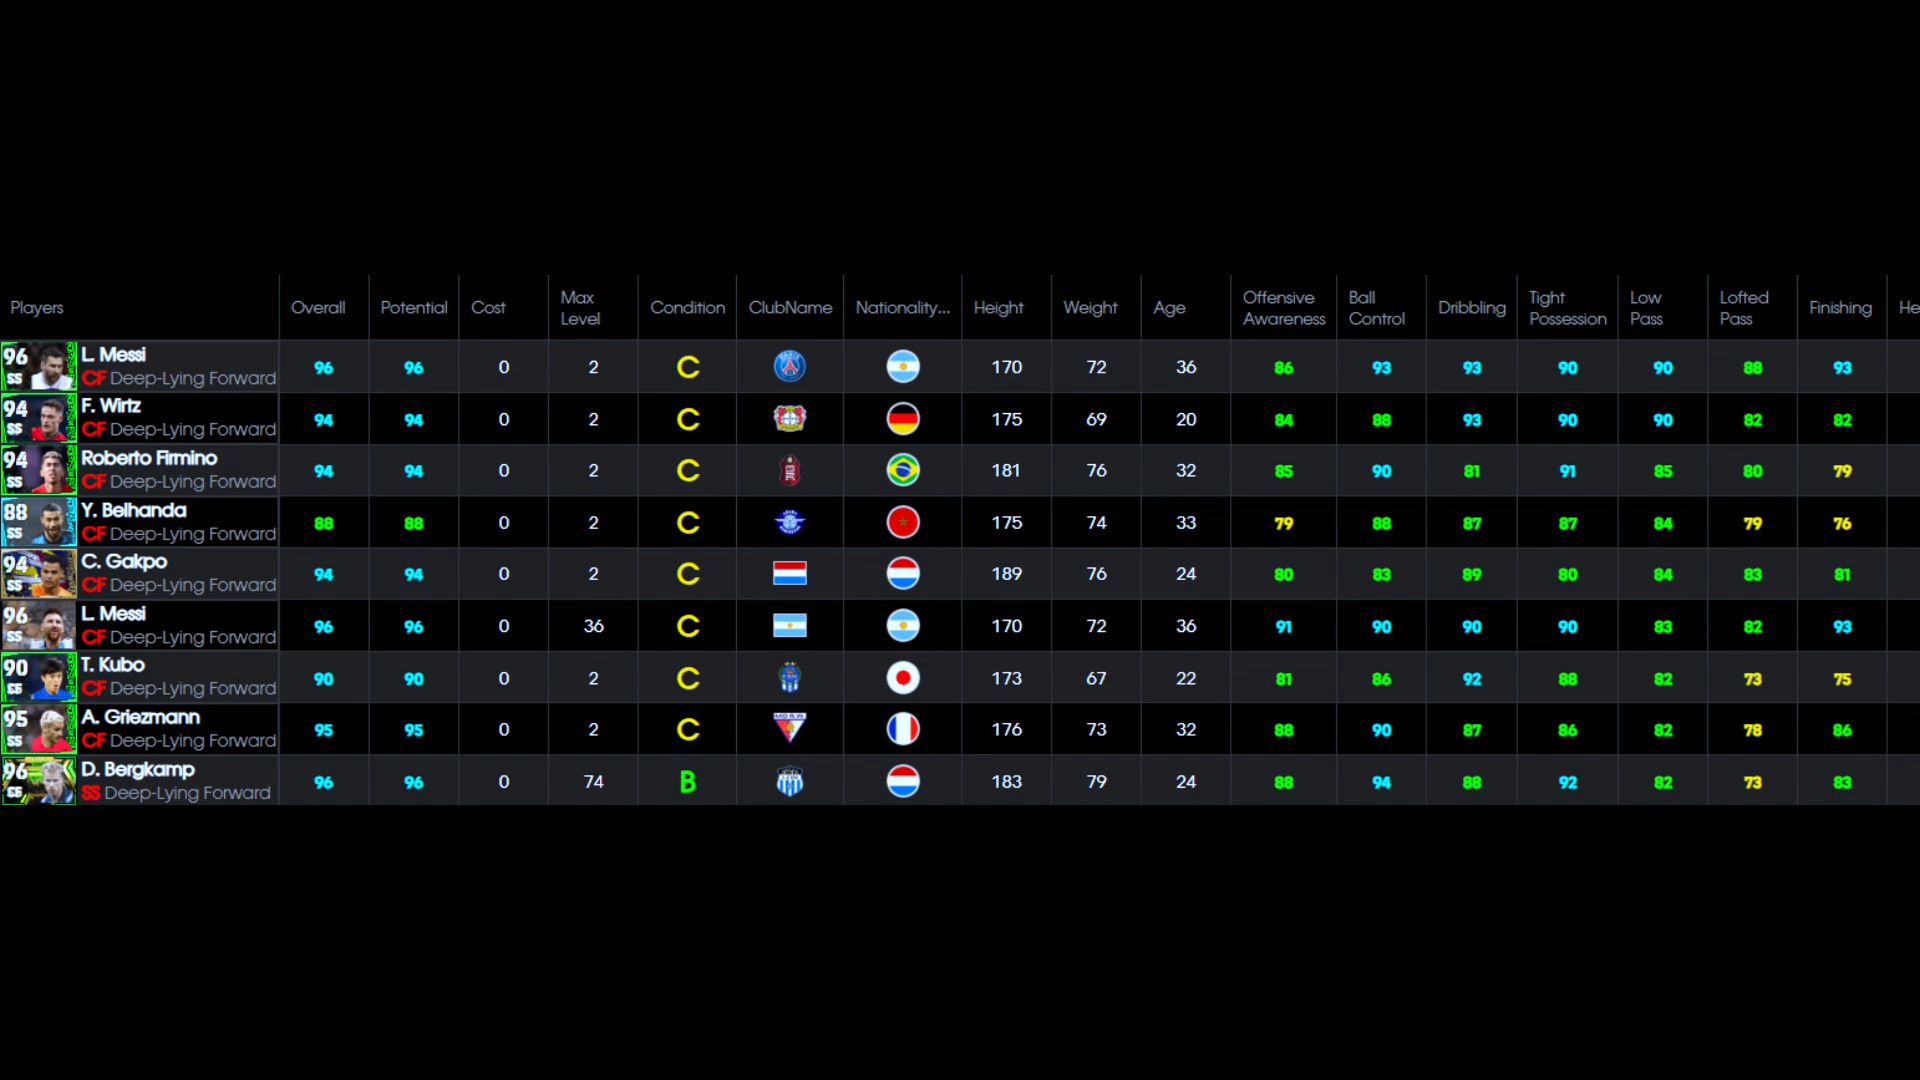 Players Overall Potential Cost Max Level Condition ClubName Nationality... Height Weight Age Offensive Awareness Ball Control Dribbling Tight Possession Low Pass Lofted Pass Finishing He
96 SS L. Messi CF Deep-Lying Forward 96 96 0 2 C 170 72 36 86 93 93 90 90 88 93
94 SS F. Wirtz CF Deep-Lying Forward 94 94 0 2 C 175 69 20 84 88 93 90 90 82 82
94 SS Roberto Firmino CF Deep-Lying Forward 94 94 0 2 C 181 76 32 85 90 81 91 85 80 79
88 SS Y. Belhanda CF Deep-Lying Forward 88 88 0 2 C 175 74 33 79 88 87 87 84 79 76
94 SS C. Gakpo CF Deep-Lying Forward 94 94 0 2 C 189 76 24 80 83 89 80 84 83 81
96 SS L. Messi CF Deep-Lying Forward 96 96 0 36 C 170 72 36 91 90 90 90 83 82 93
90 T. Kubo CF Deep-Lying Forward 90 90 0 2 C 173 67 22 81 86 92 88 82 73 75
95 SS A. Griezmann CF Deep-Lying Forward 95 95 0 2 C 176 73 32 88 90 87 86 82 78 86
96 D. Bergkamp SS Deep-Lying Forward 96 96 0 74 B 183 79 24 88 94 88 92 82 73 83